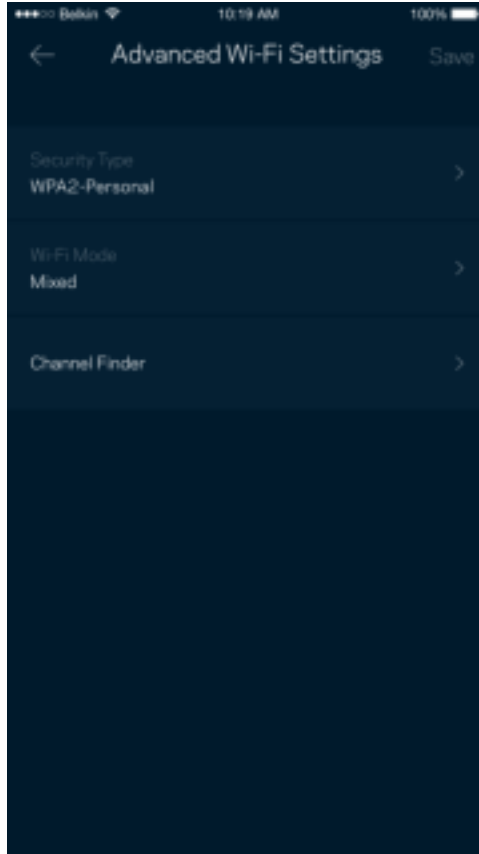 Belkin 10:19 AM 100%
Advanced Wi-Fi Settings Save
Security Type
WPA2-Personal
Wi-Fi Mode
Mixed
Channel Finder